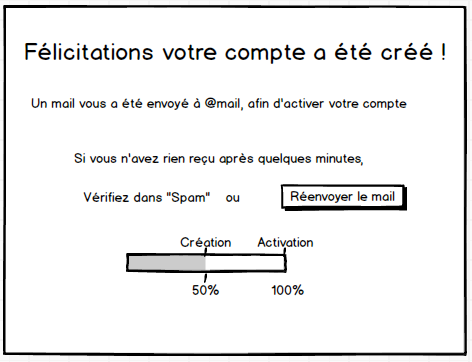 Félicitations votre compte a été créé !
Un mail vous a été envoyé à @mail, afin d'activer votre compte
Si vous n'avez rien reçu après quelques minutes,
Vérifiez dans "Spam" ou Réenvoyer le mail
Création Activation
50% 100%